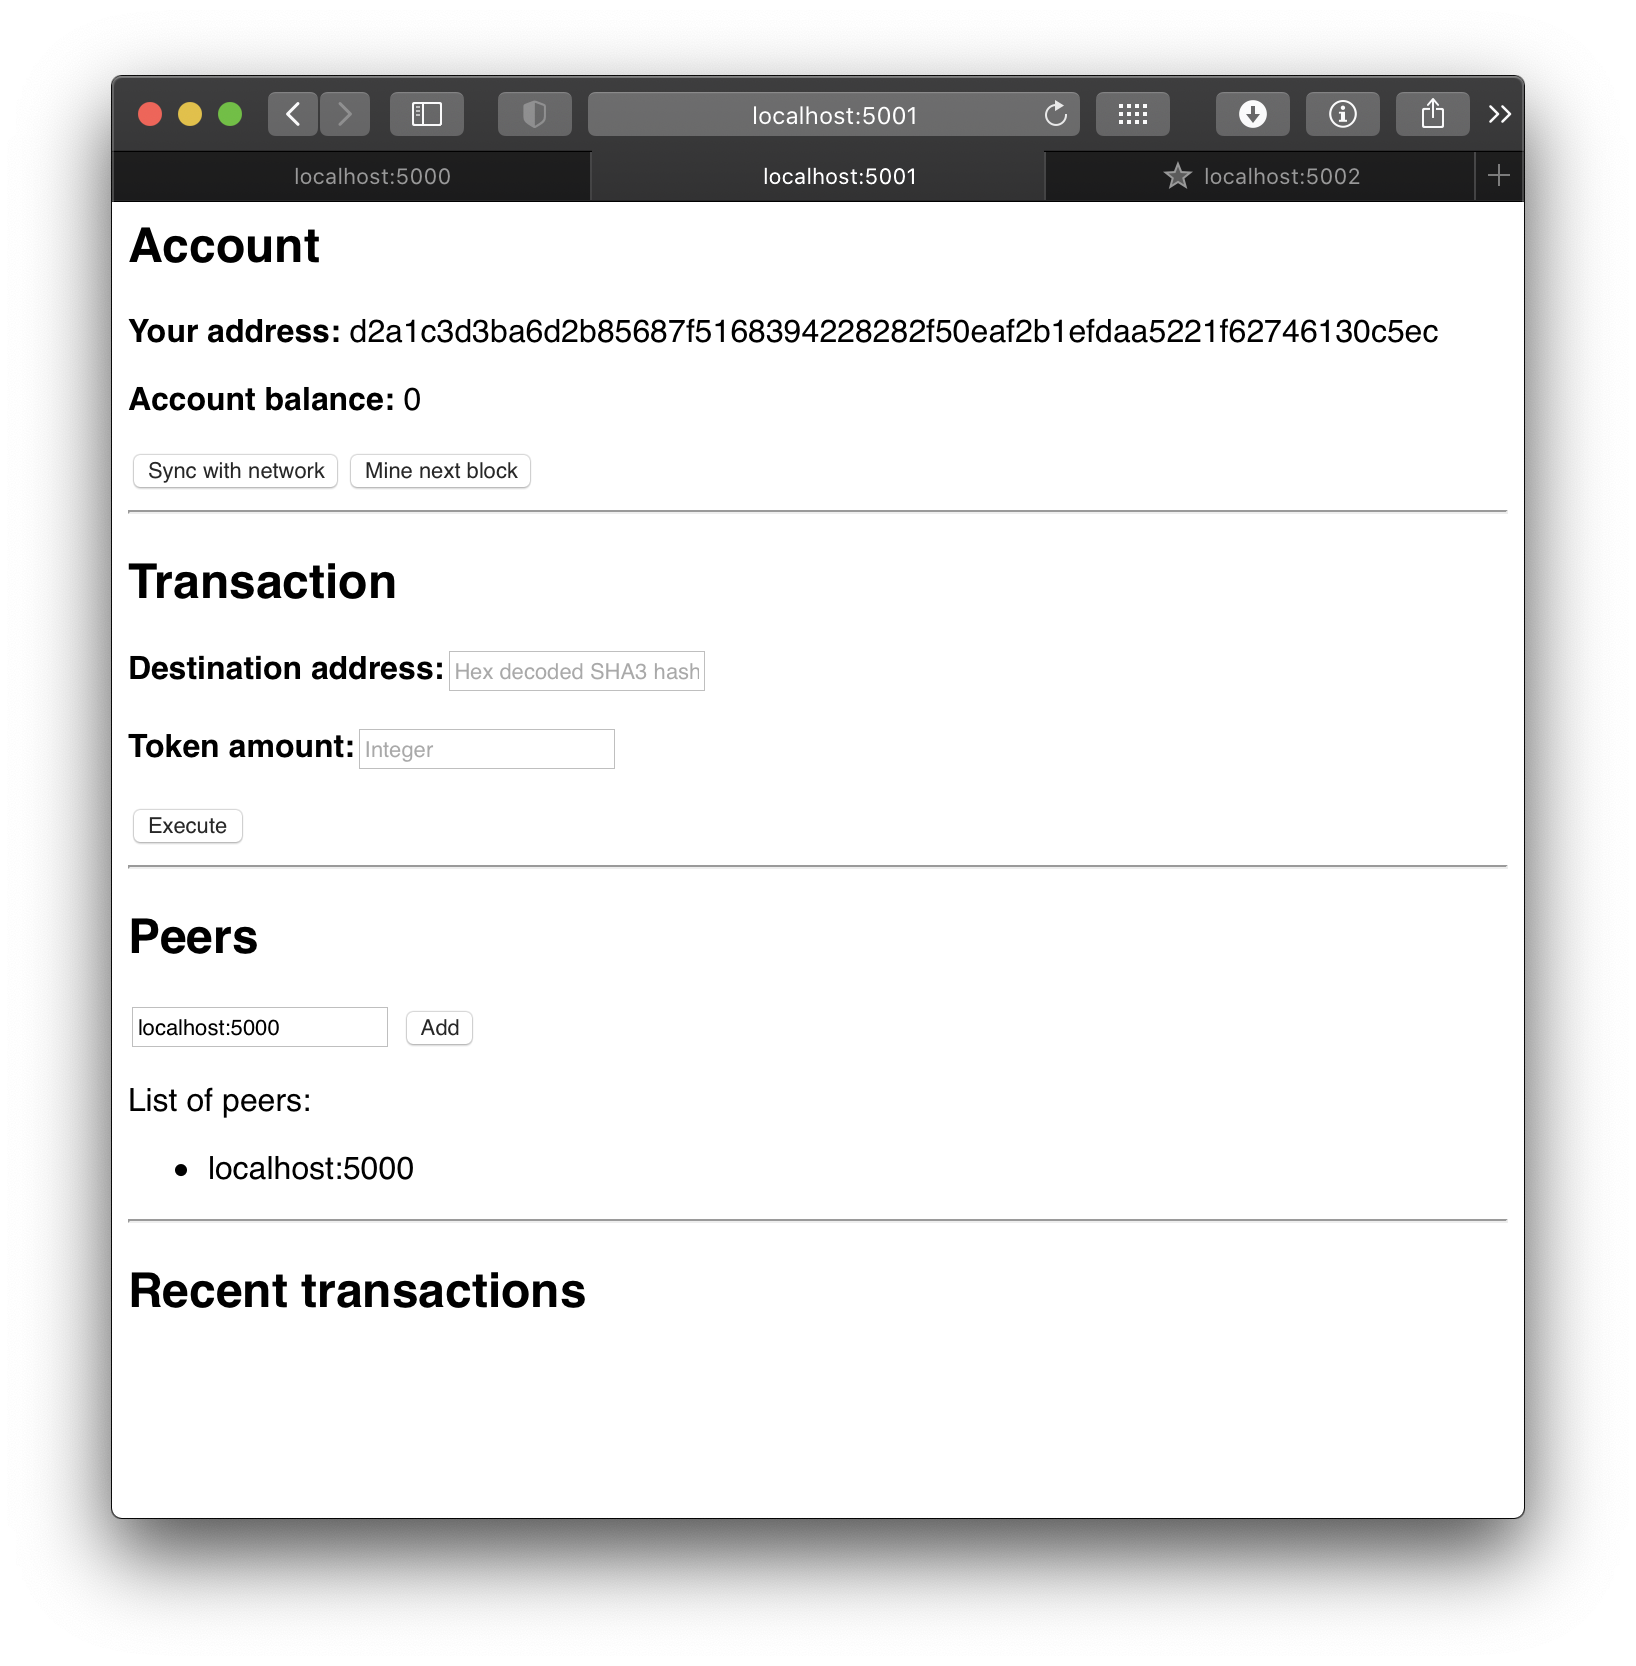 localhost:5001
localhost:5000
localhost:5001
localhost:5002
Account
Your address: d2a1c3d3ba6d2b85687f5168394228282f50eaf2b1efdaa5221f62746130c5ec
Account balance: 0
Sync with network
Mine next block
Transaction
Destination address: Hex decoded SHA3 hash
Token amount: Integer
Execute
Peers
localhost:5000
Add
List of peers:
• localhost:5000
Recent transactions